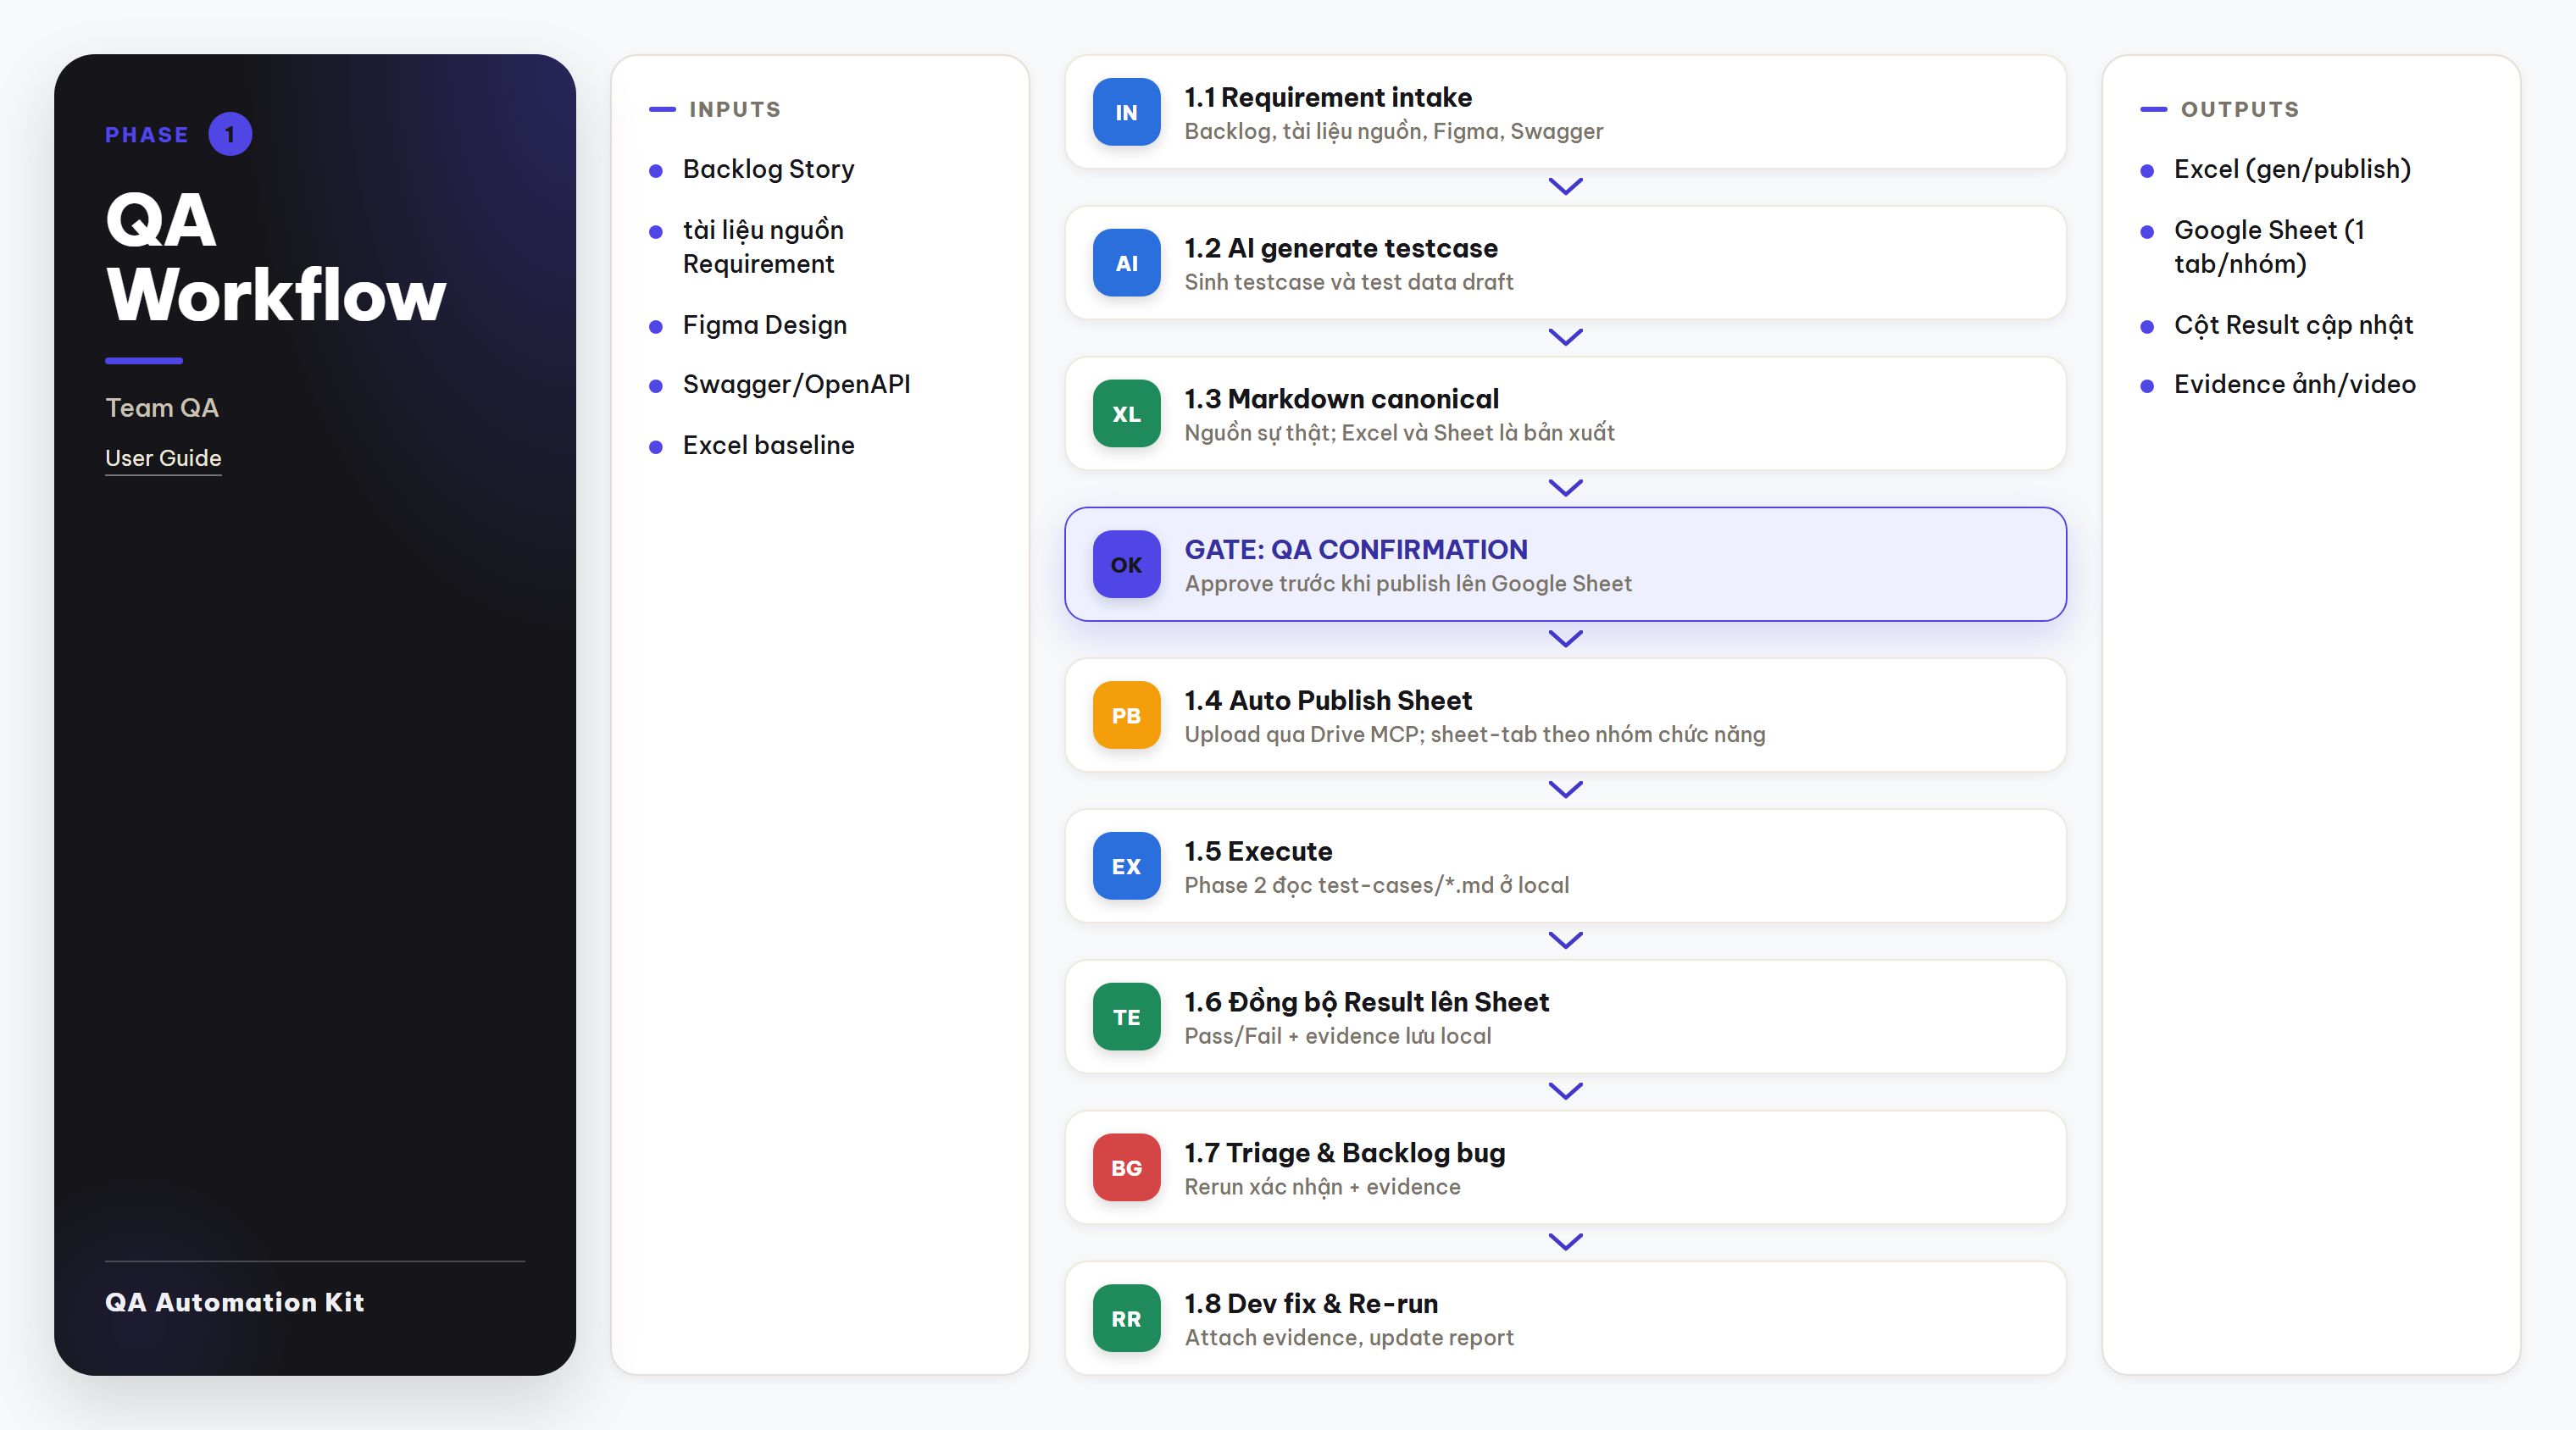 PHASE 1
QA
Workflow
Team QA
User Guide
QA Automation Kit
INPUTS
Backlog Story
tài liệu nguồn
Requirement
Figma Design
Swagger/OpenAPI
Excel baseline
IN
1.1 Requirement intake
Backlog, tài liệu nguồn, Figma, Swagger
AI
1.2 AI generate testcase
Sinh testcase và test data draft
XL
1.3 Markdown canonical
Nguồn sự thật; Excel và Sheet là bản xuất
OK
GATE: QA CONFIRMATION
Approve trước khi publish lên Google Sheet
PB
1.4 Auto Publish Sheet
Upload qua Drive MCP; sheet-tab theo nhóm chức năng
EX
1.5 Execute
Phase 2 đọc test-cases/*.md ở local
TE
1.6 Đồng bộ Result lên Sheet
Pass/Fail + evidence lưu local
BG
1.7 Triage & Backlog bug
Rerun xác nhận + evidence
RR
1.8 Dev fix & Re-run
Attach evidence, update report
OUTPUTS
Excel (gen/publish)
Google Sheet (1
tab/nhóm)
Cột Result cập nhật
Evidence ảnh/video